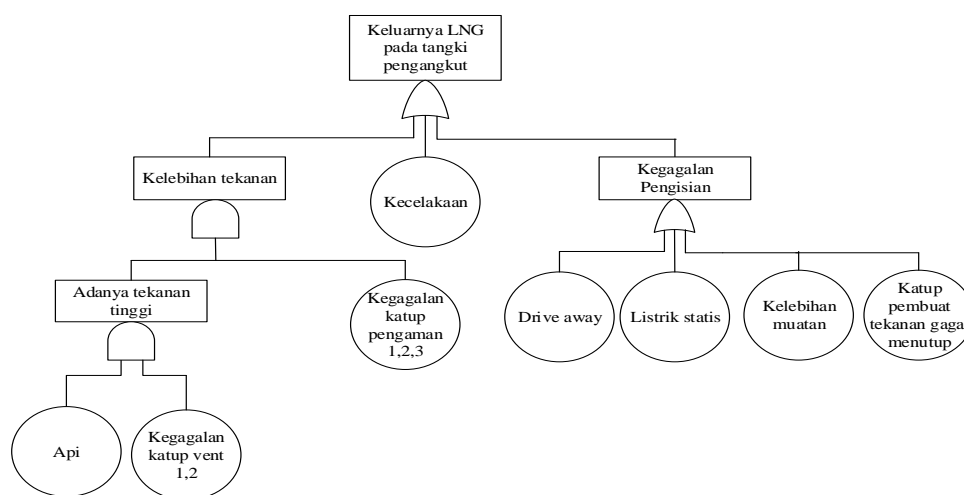 Keluarnya LNG
pada tangki
pengangkut
Kelebihan tekanan
Kecelakaan
Kegagalan
Pengisian
Adanya tekanan
tinggi
Kegagalan
katup
pengaman
1,2,3
Drive away
Listrik statis
Kelebihan
muatan
Katup
pembuat
tekanan gagal
menutup
Api
Kegagalan
katup vent
1,2